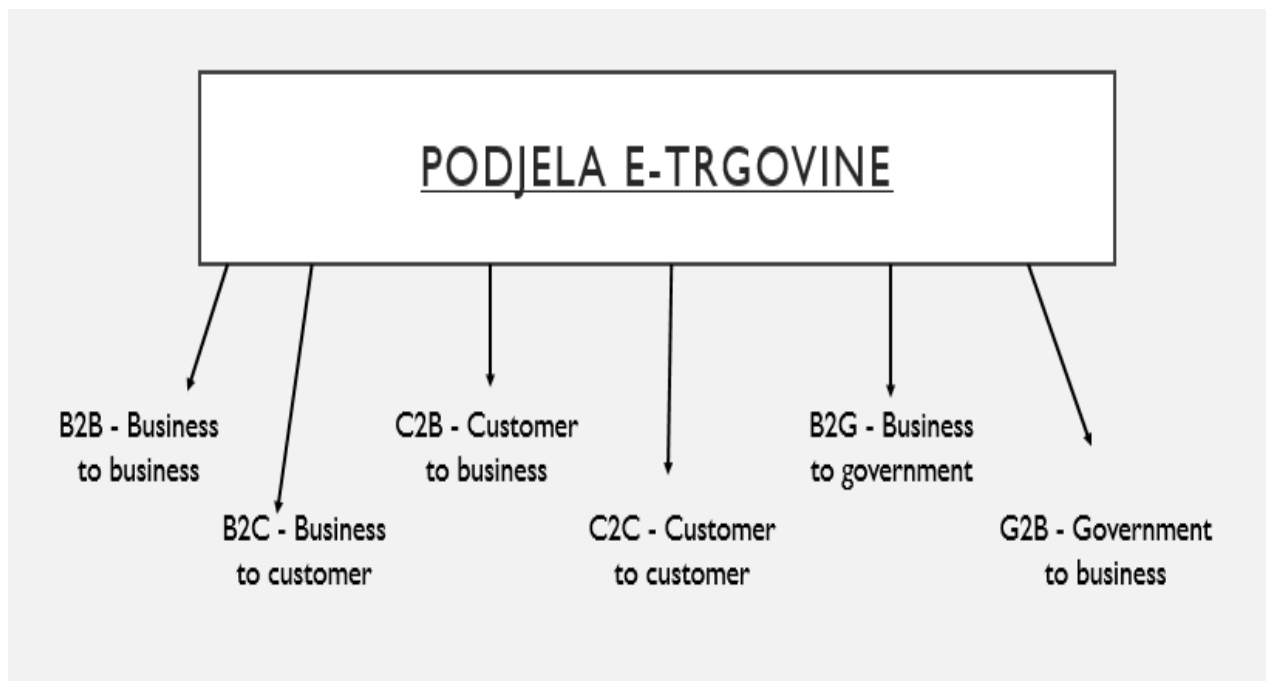 PODJELA E-TRGOVINE
B2B - Business
to business
B2C - Business
to customer
C2B - Customer
to business
C2C - Customer
to customer
B2G - Business
to government
G2B - Government
to business